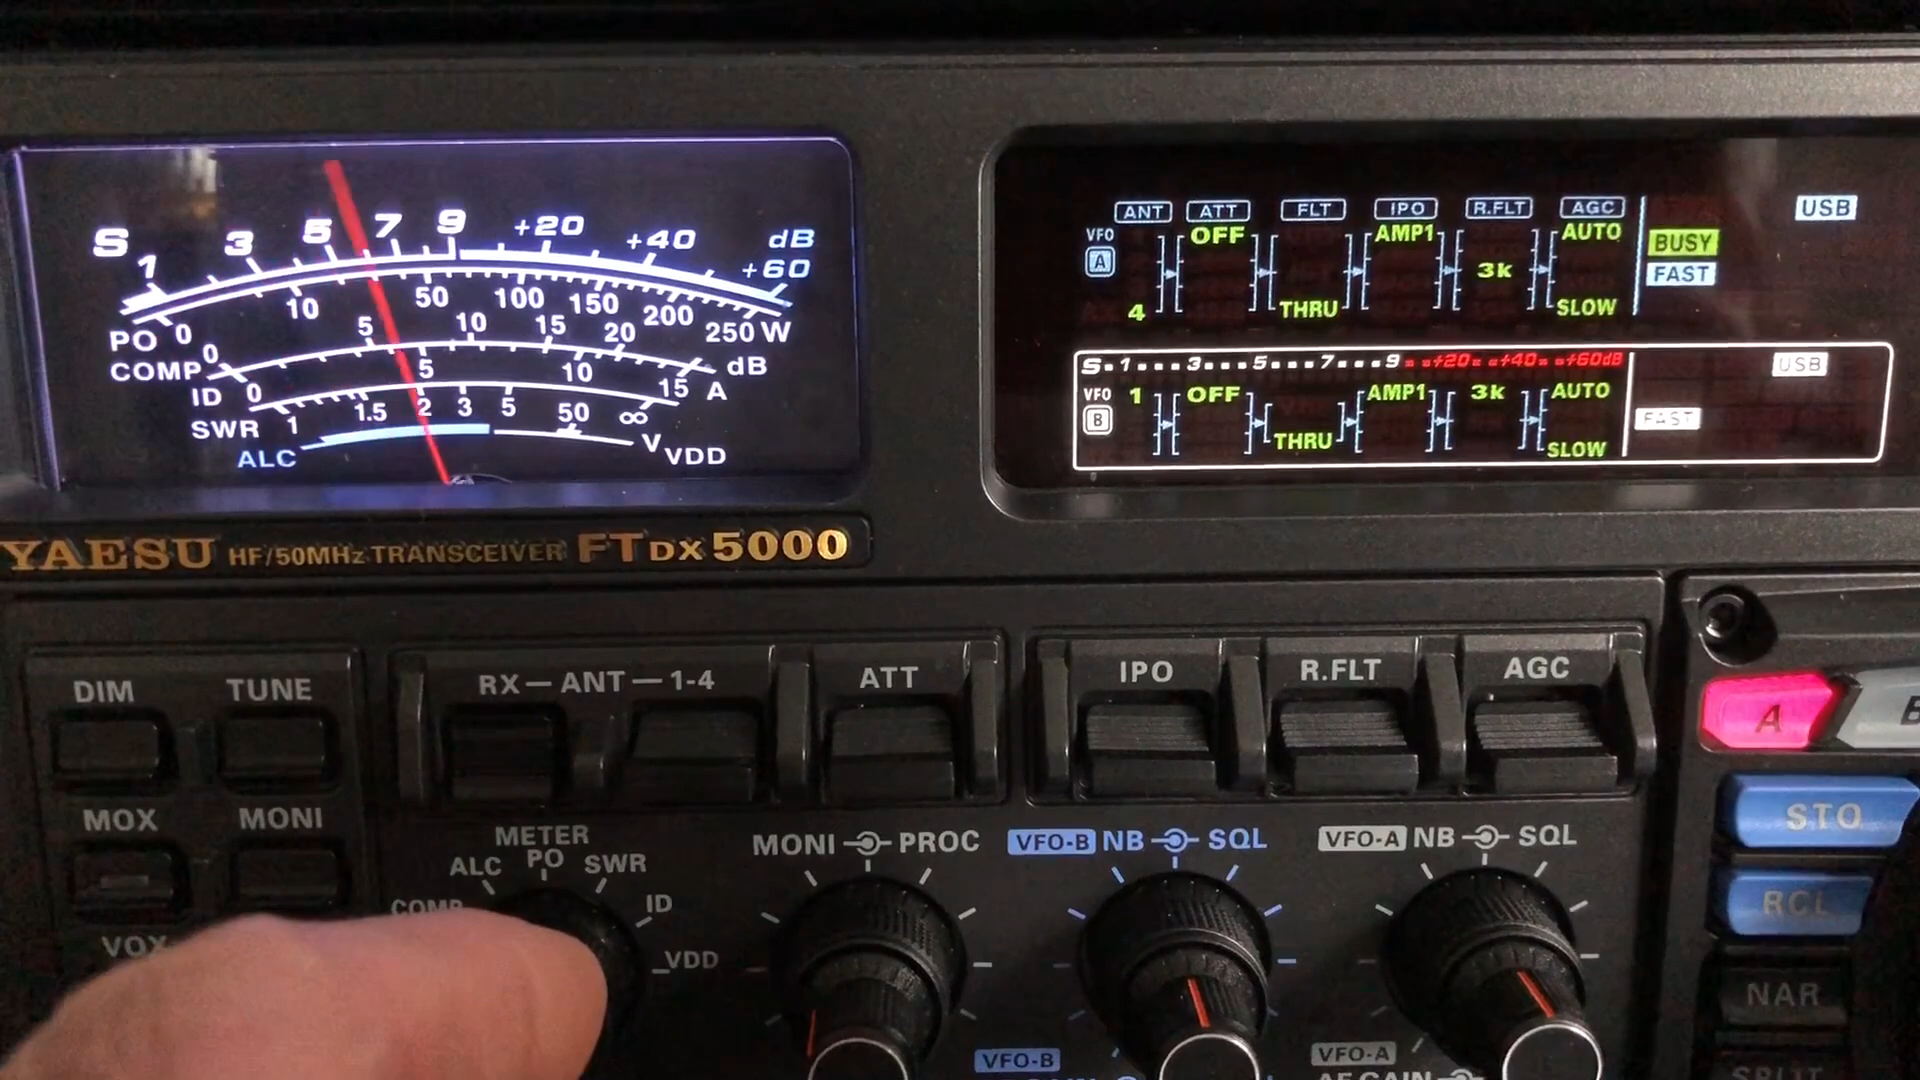 S 1 3 5 7 9 +20 +40 +60 dB
PO 0 10 50 100 150 200 250 W
COMP 0 5 10 15 20 dB
ID 0 5 10 15 A
SWR 1 1.5 2 3 5 50 ∞
ALC V VDD
ANT ATT FLT IPO R.FLT AGC
VFO A 4 OFF THRU AMP1 3k AUTO SLOW
BUSY
FAST
USB
S 1 3 5 7 9 +20 +40 +60dB
VFO B 1 OFF THRU AMP1 3k AUTO SLOW
FAST
USB
YAESU HF/50MHz TRANSCEIVER FT DX 5000
DIM TUNE
RX-ANT-1-4 ATT
IPO R.FLT AGC
A B
STO
MOX MONI
METER
COMP ALC PO SWR ID VDD
MONI PROC
VFO-B NB SQL
VFO-A NB SQL
RCL
VOX
NAR
VFO-B
VFO-A
AF GAIN
SPLIT